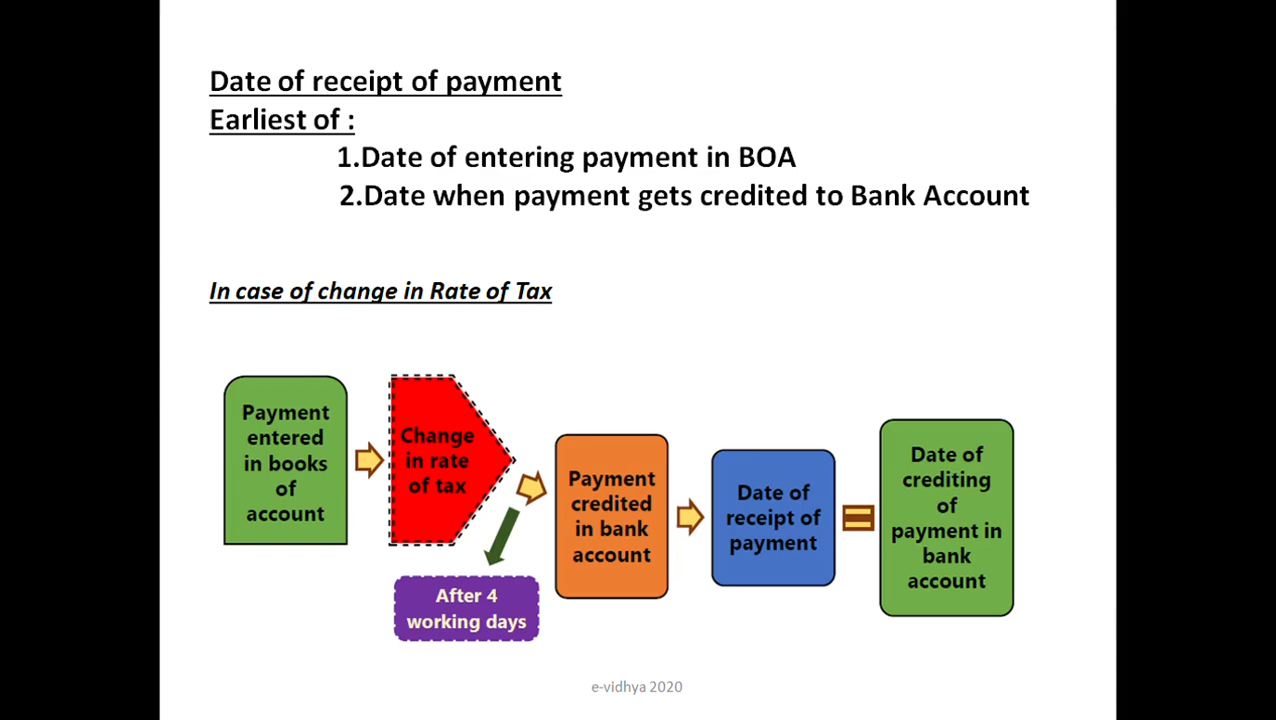 Date of receipt of payment
Earliest of :
1.Date of entering payment in BOA
2.Date when payment gets credited to Bank Account
In case of change in Rate of Tax
Payment
entered
in books
of
account
Change
in rate
of tax
After 4
working days
Payment
credited
in bank
account
Date of
receipt of
payment
Date of
crediting
of
payment in
bank
account
e-vidhya 2020